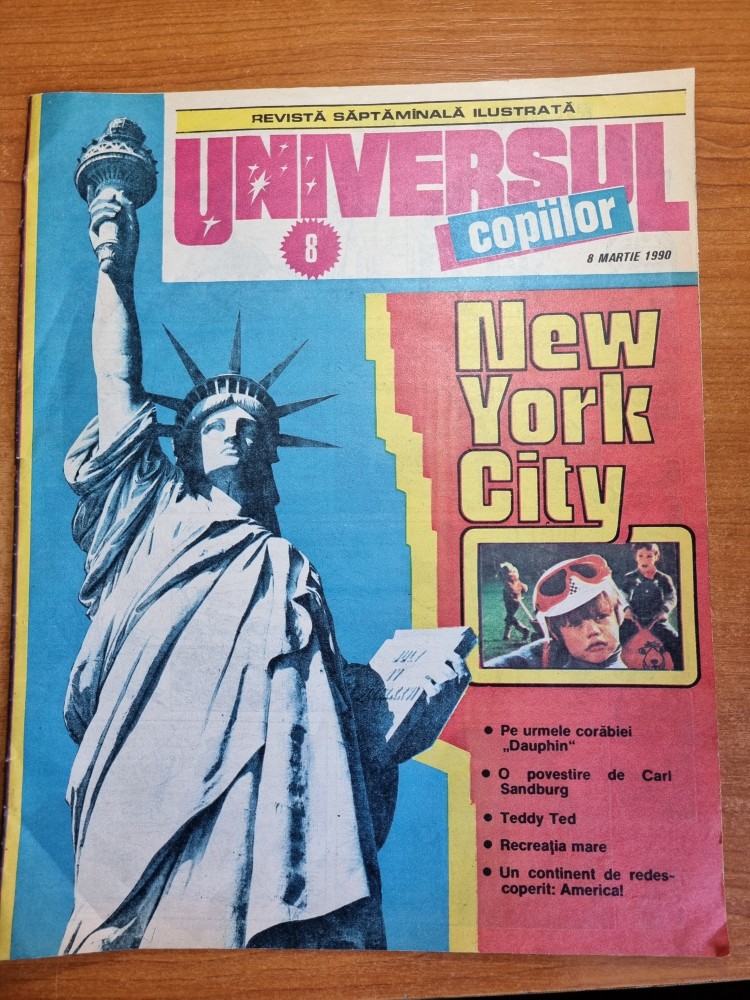 REVISTĂ SĂPTĂMÎNALĂ ILUSTRATĂ
UNIVERSUL
copiilor
8
8 MARTIE 1990
New
York
City
• Pe urmele corăbiei
„Dauphin“
• O povestire de Carl
Sandburg
• Teddy Ted
• Recreaţia mare
• Un continent de redes-
coperit: America!